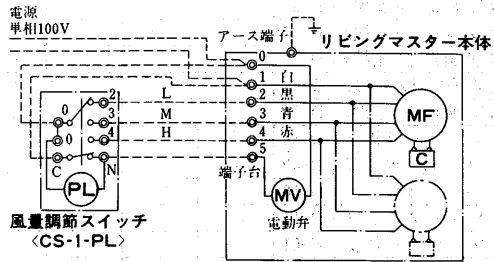 電源
単相100V
アース端子
リビングマスター本体
0
1
白
2
L
2
黒
0
3
M
3
青
MF
0
4
H
4
赤
C
5
C
N
端子台
PL
MV
電動弁
風量調節スイッチ
〈CS-1-PL〉